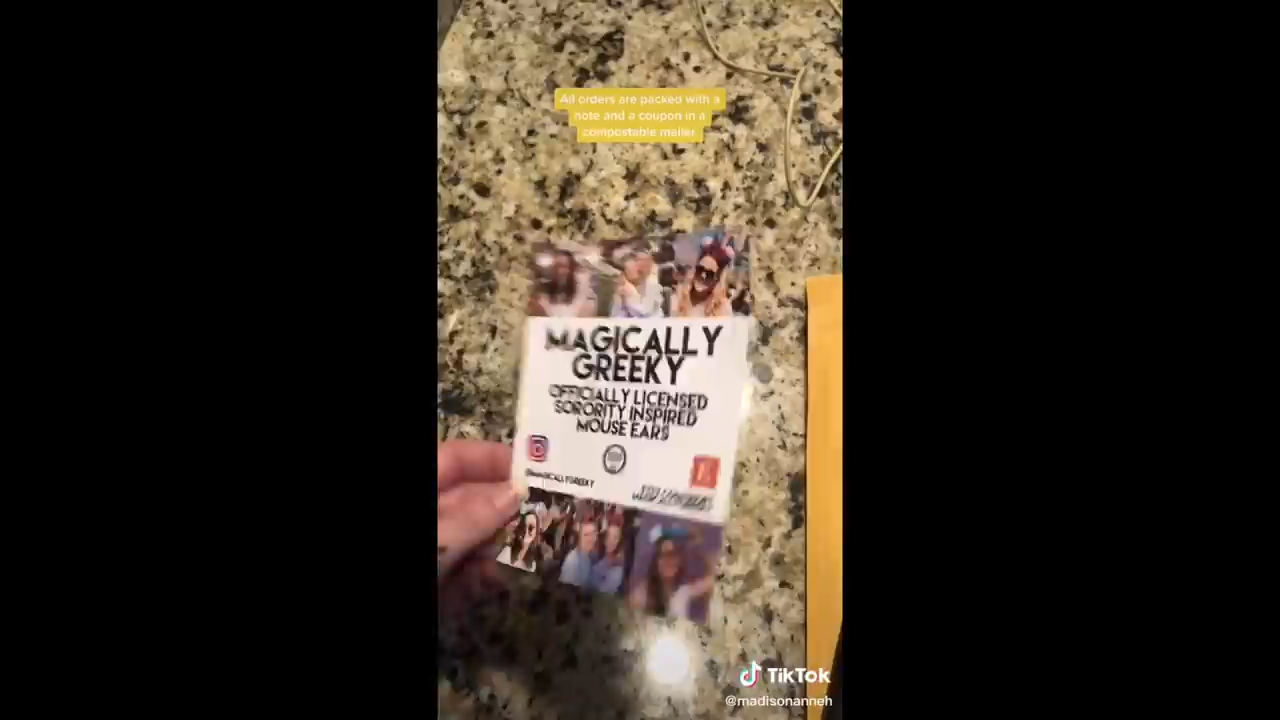 All orders are packed with a
note and a coupon in a
compostable mailer.
MAGICALLY
GREEKY
OFFICIALLY LICENSED
SORORITY INSPIRED
MOUSE EARS
@MAGICALLYGREEKY
TikTok
@madisonanneh